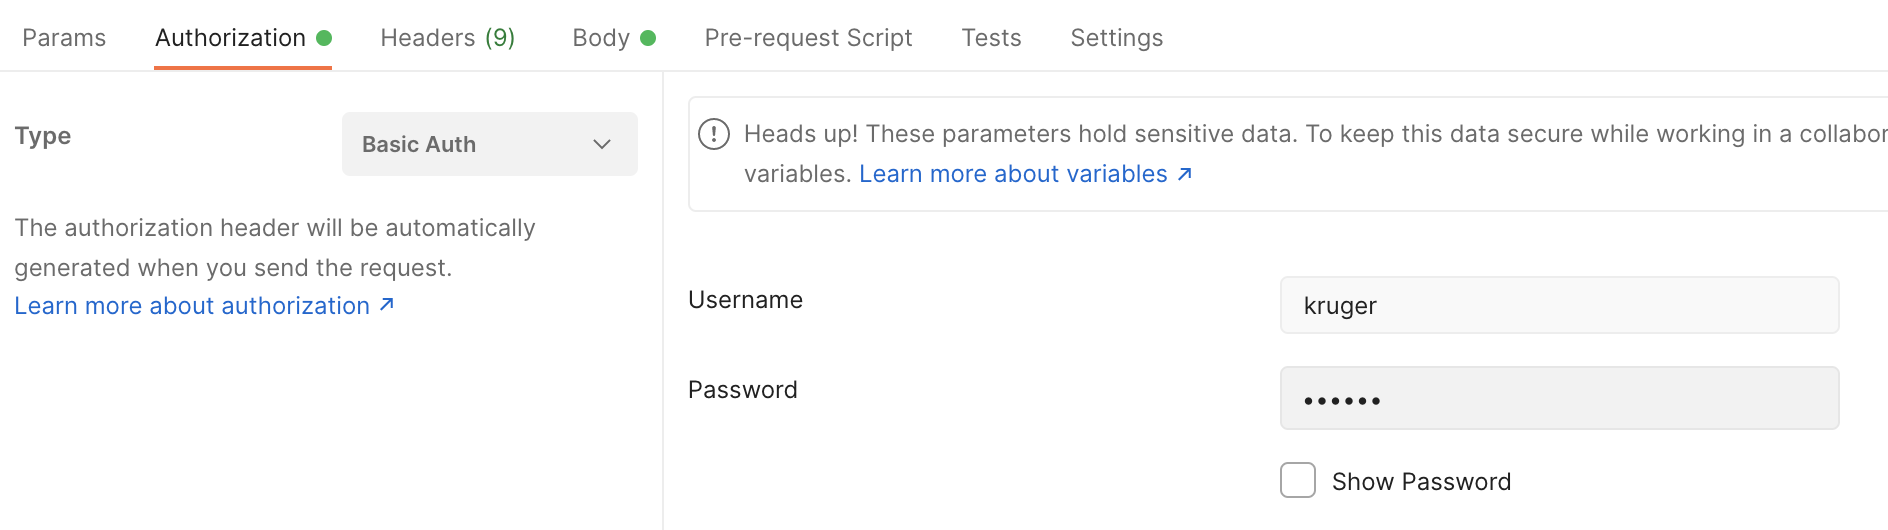 Params Authorization Headers (9) Body Pre-request Script Tests Settings
Type
Basic Auth
The authorization header will be automatically
generated when you send the request.
Learn more about authorization ↗
Heads up! These parameters hold sensitive data. To keep this data secure while working in a collabor
variables. Learn more about variables ↗
Username
kruger
Password
••••••
Show Password